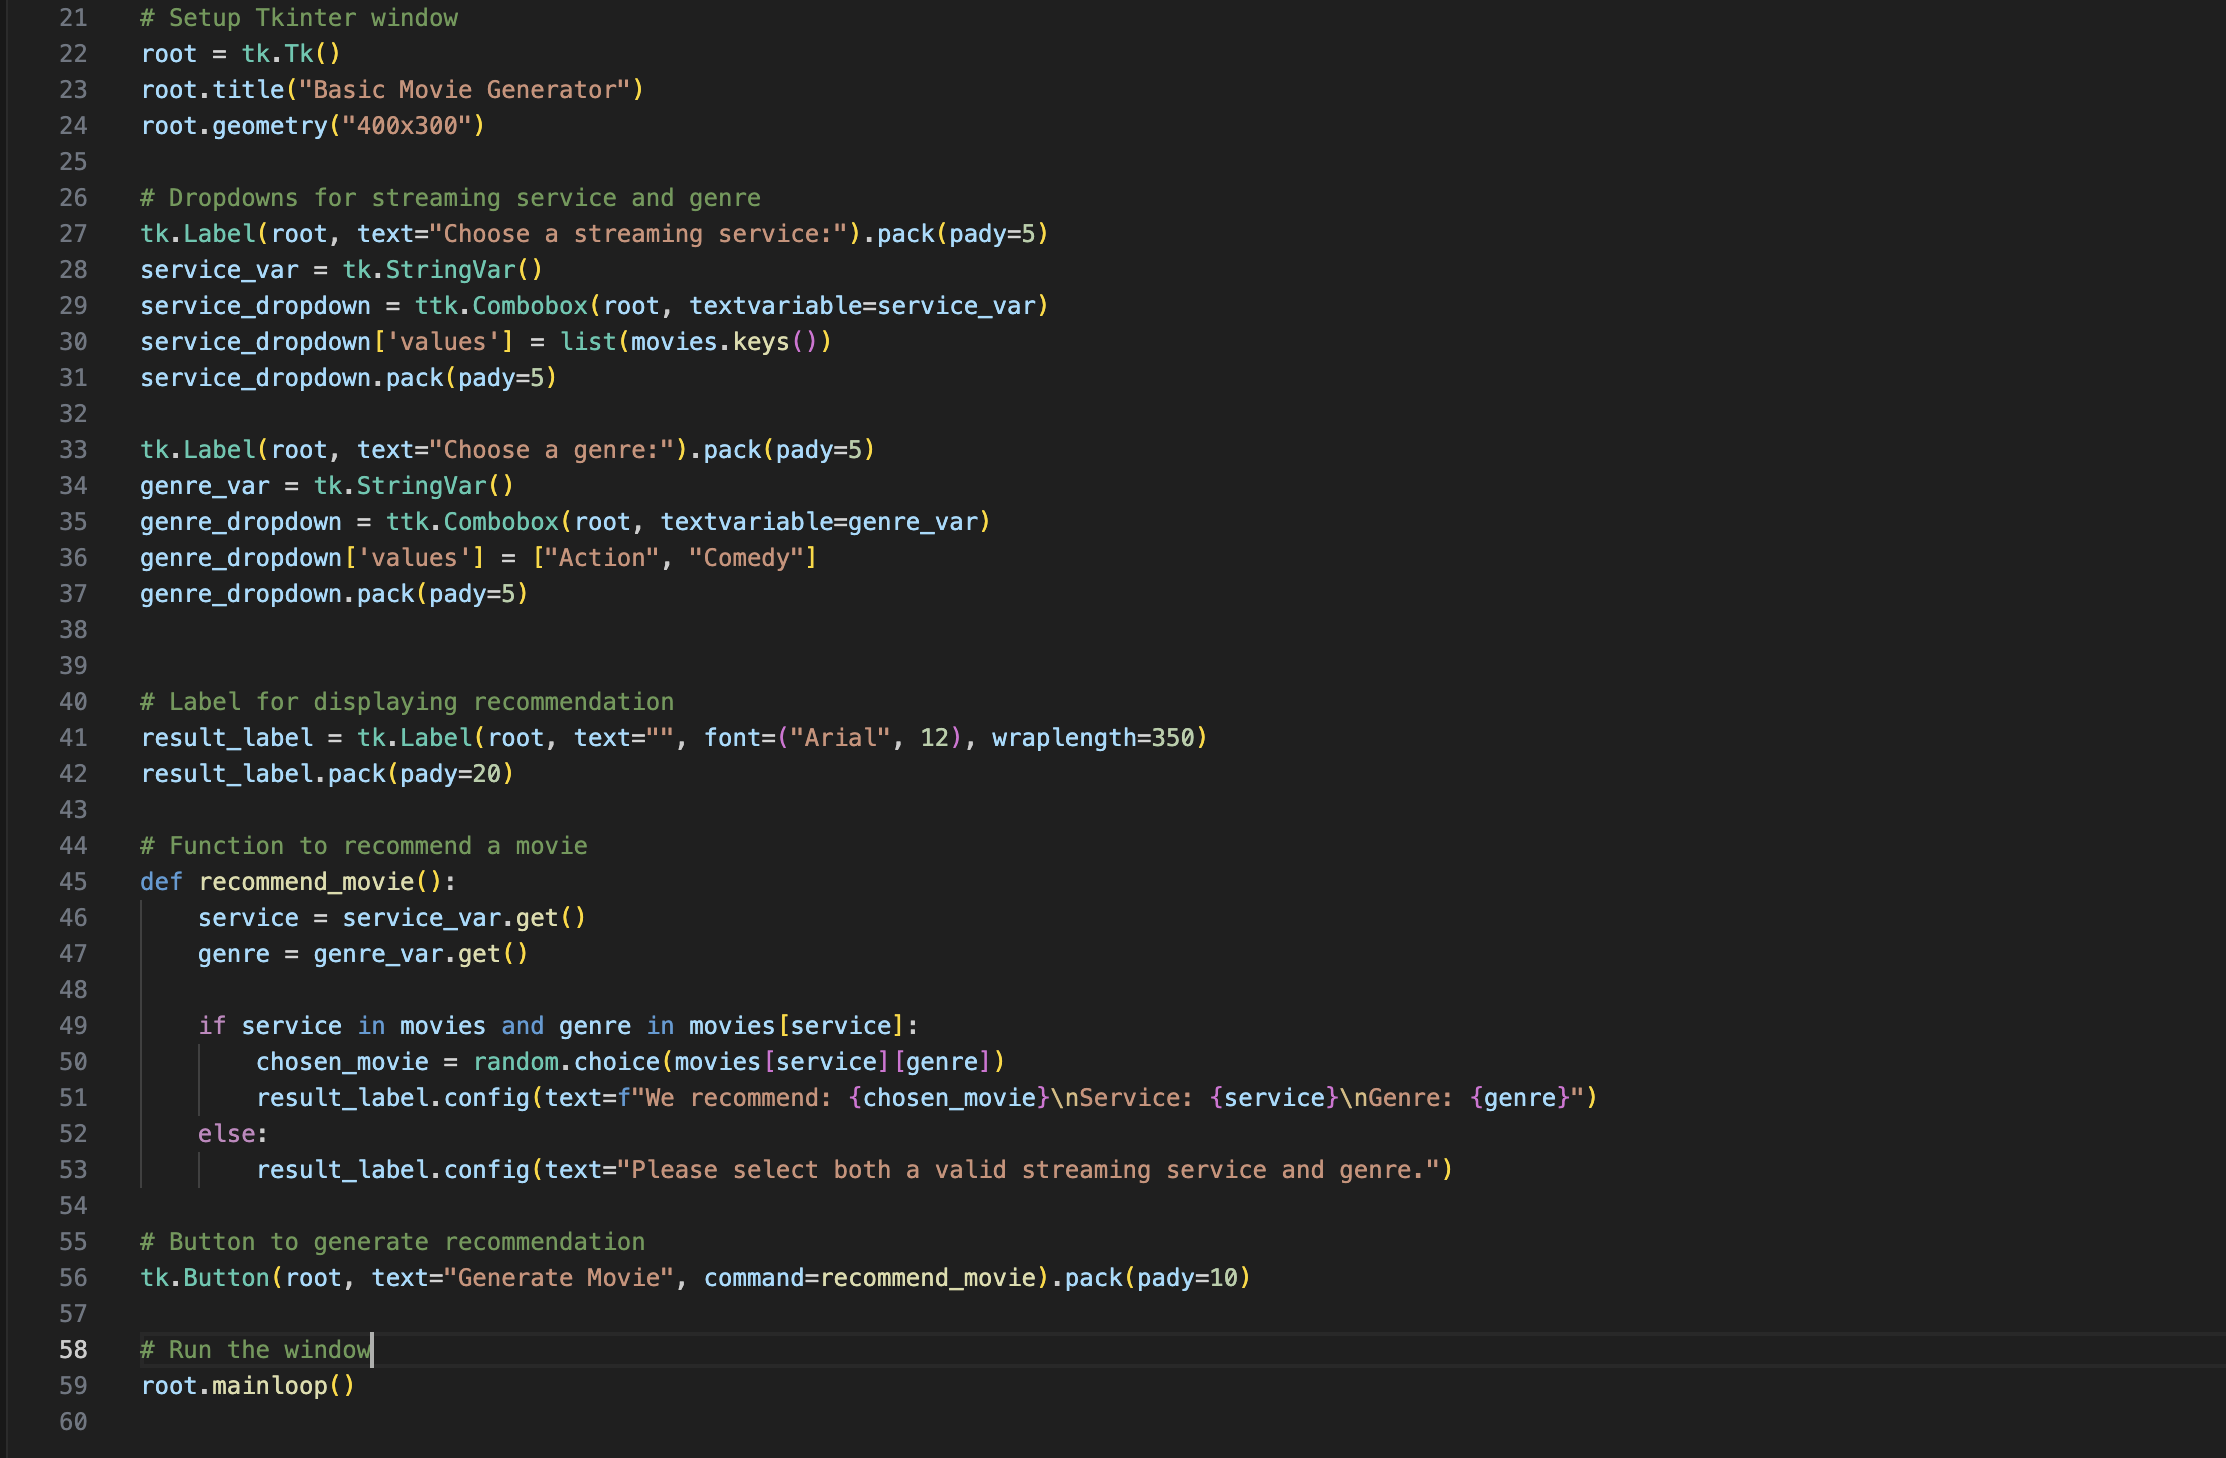 21 # Setup Tkinter window
22 root = tk.Tk()
23 root.title("Basic Movie Generator")
24 root.geometry("400x300")
25
26 # Dropdowns for streaming service and genre
27 tk.Label(root, text="Choose a streaming service:").pack(pady=5)
28 service_var = tk.StringVar()
29 service_dropdown = ttk.Combobox(root, textvariable=service_var)
30 service_dropdown['values'] = list(movies.keys())
31 service_dropdown.pack(pady=5)
32
33 tk.Label(root, text="Choose a genre:").pack(pady=5)
34 genre_var = tk.StringVar()
35 genre_dropdown = ttk.Combobox(root, textvariable=genre_var)
36 genre_dropdown['values'] = ["Action", "Comedy"]
37 genre_dropdown.pack(pady=5)
38
39
40 # Label for displaying recommendation
41 result_label = tk.Label(root, text="", font=("Arial", 12), wraplength=350)
42 result_label.pack(pady=20)
43
44 # Function to recommend a movie
45 def recommend_movie():
46     service = service_var.get()
47     genre = genre_var.get()
48
49     if service in movies and genre in movies[service]:
50         chosen_movie = random.choice(movies[service][genre])
51         result_label.config(text=f"We recommend: {chosen_movie}\nService: {service}\nGenre: {genre}")
52     else:
53         result_label.config(text="Please select both a valid streaming service and genre.")
54
55 # Button to generate recommendation
56 tk.Button(root, text="Generate Movie", command=recommend_movie).pack(pady=10)
57
58 # Run the window
59 root.mainloop()
60